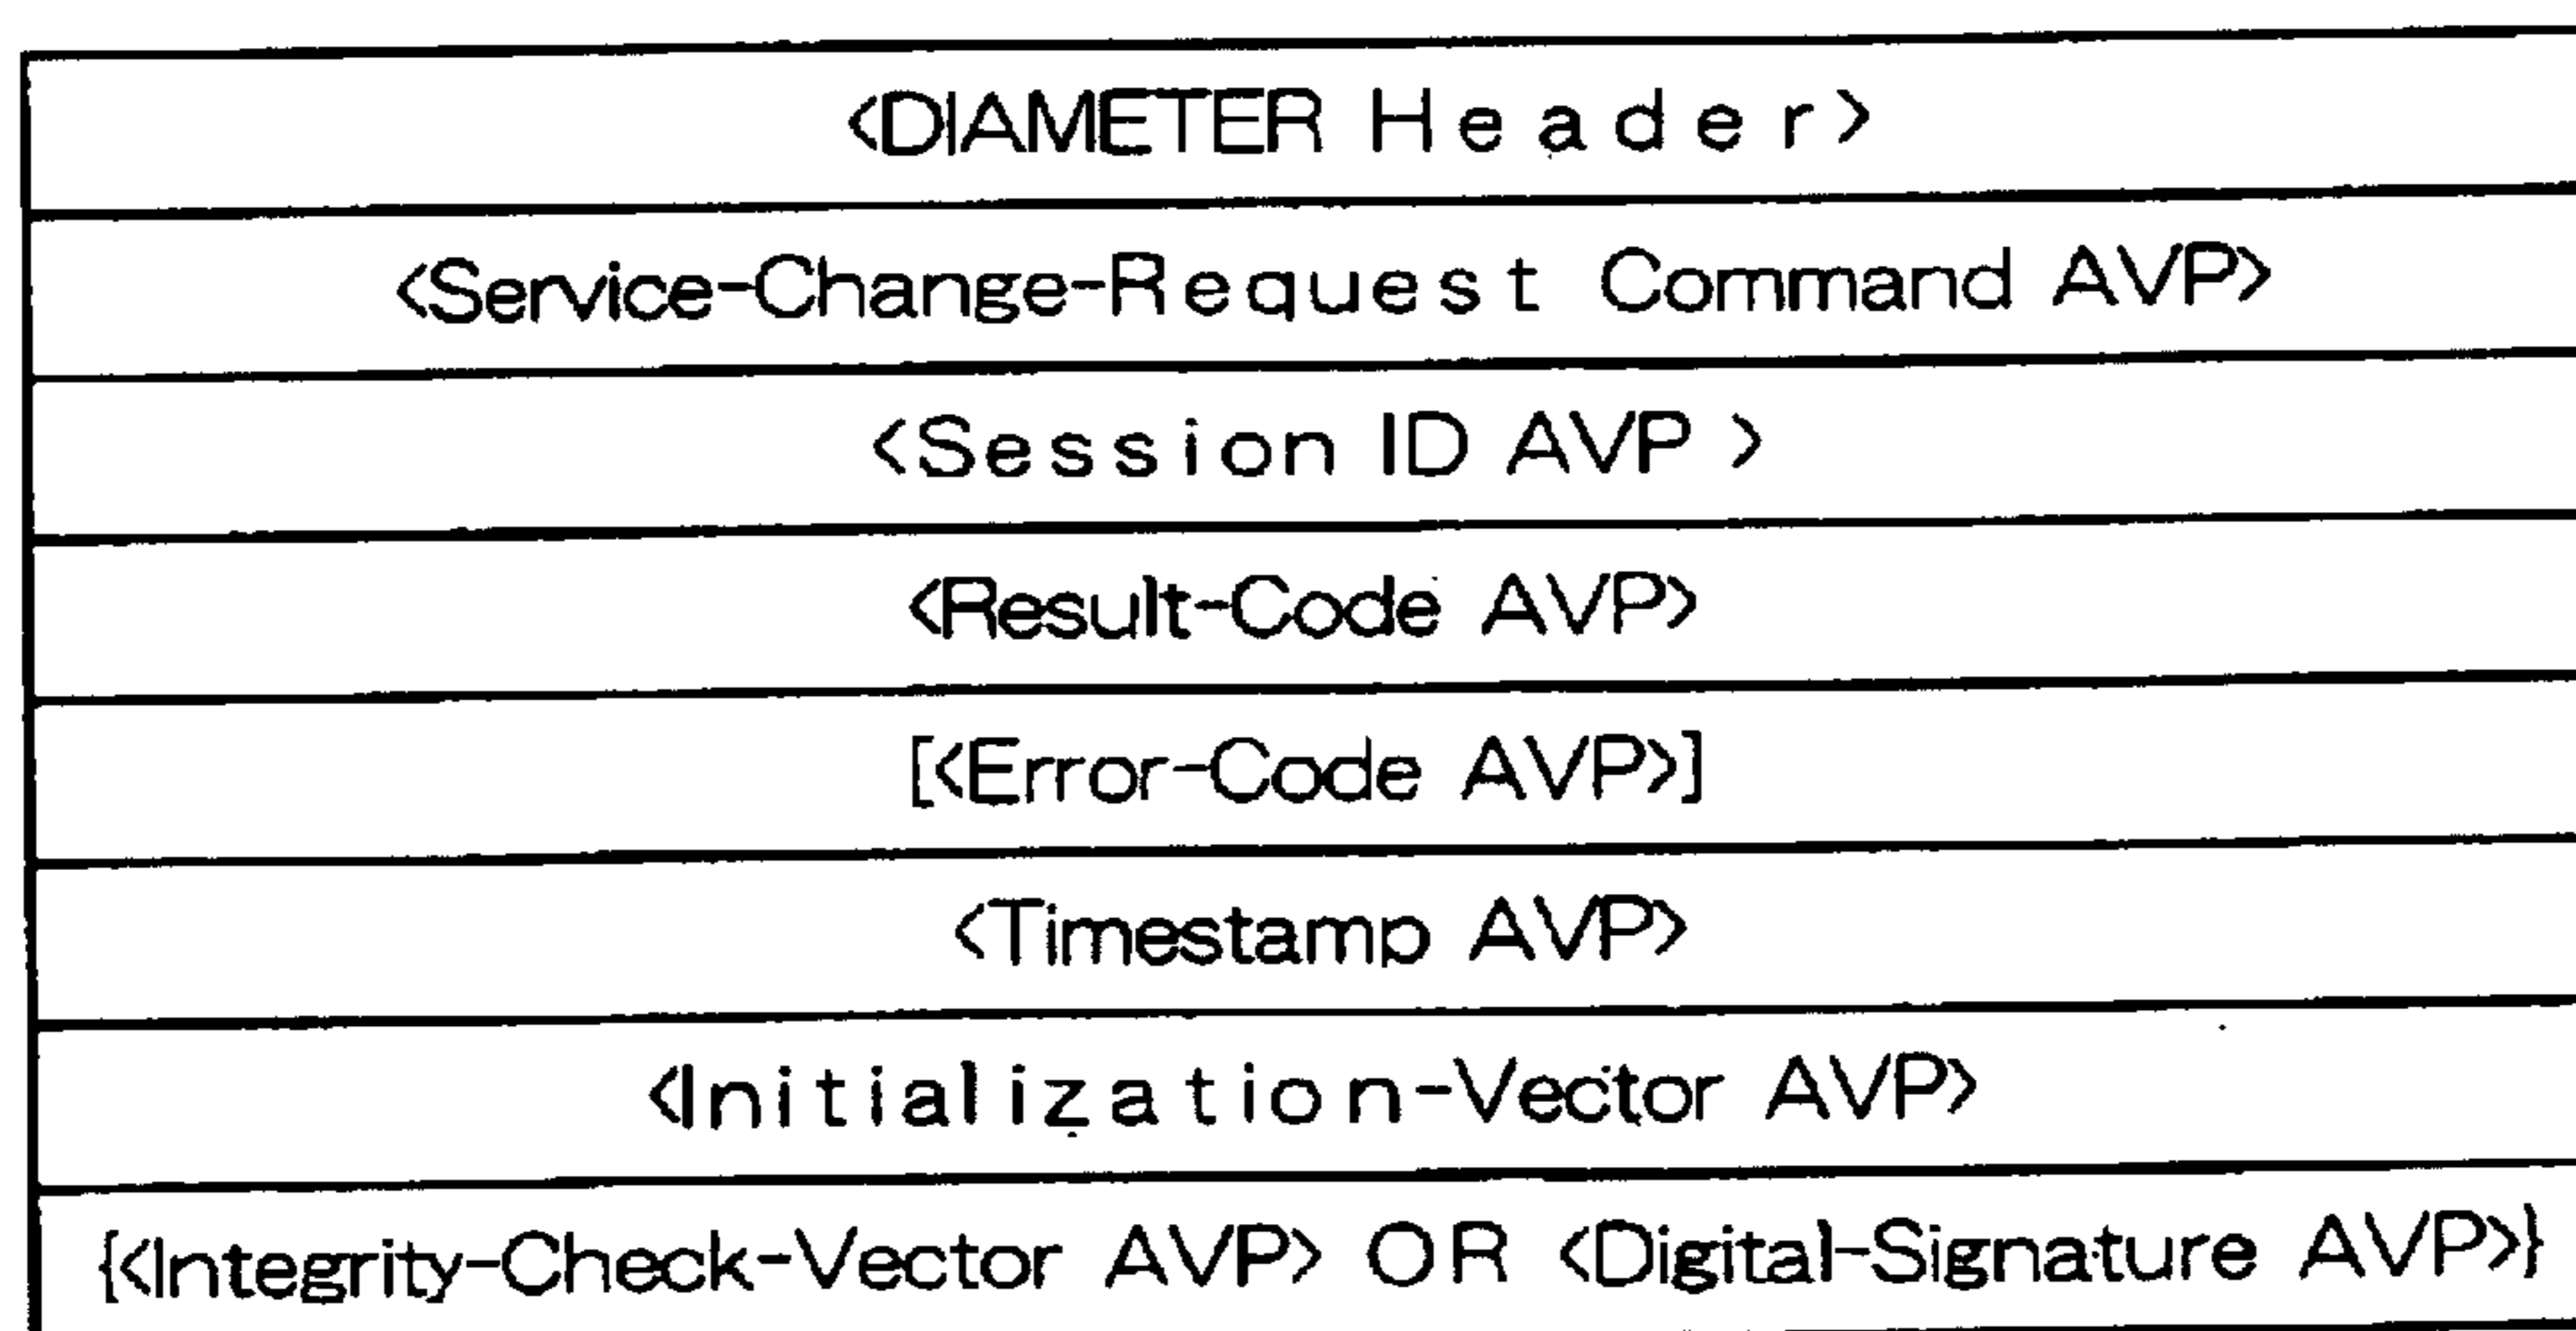 <DIAMETER Header>
<Service-Change-Request Command AVP>
<Session ID AVP >
<Result-Code AVP>
[<Error-Code AVP>]
<Timestamp AVP>
<Initialization-Vector AVP>
{<Integrity-Check-Vector AVP> OR <Digital-Signature AVP>}